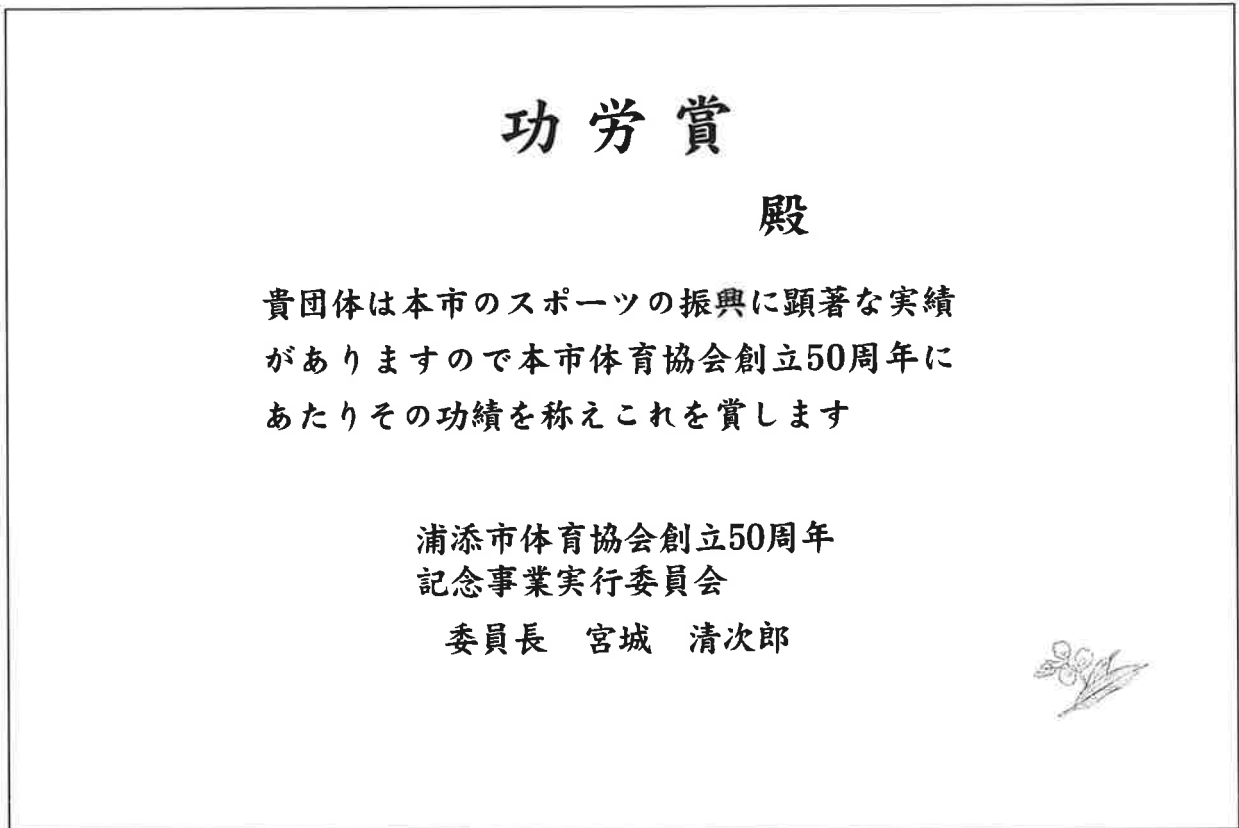 功労賞
殿
貴団体は本市のスポーツの振興に顕著な実績
がありますので本市体育協会創立50周年に
あたりその功績を称えこれを賞します
浦添市体育協会創立50周年
記念事業実行委員会
委員長　宮城　清次郎